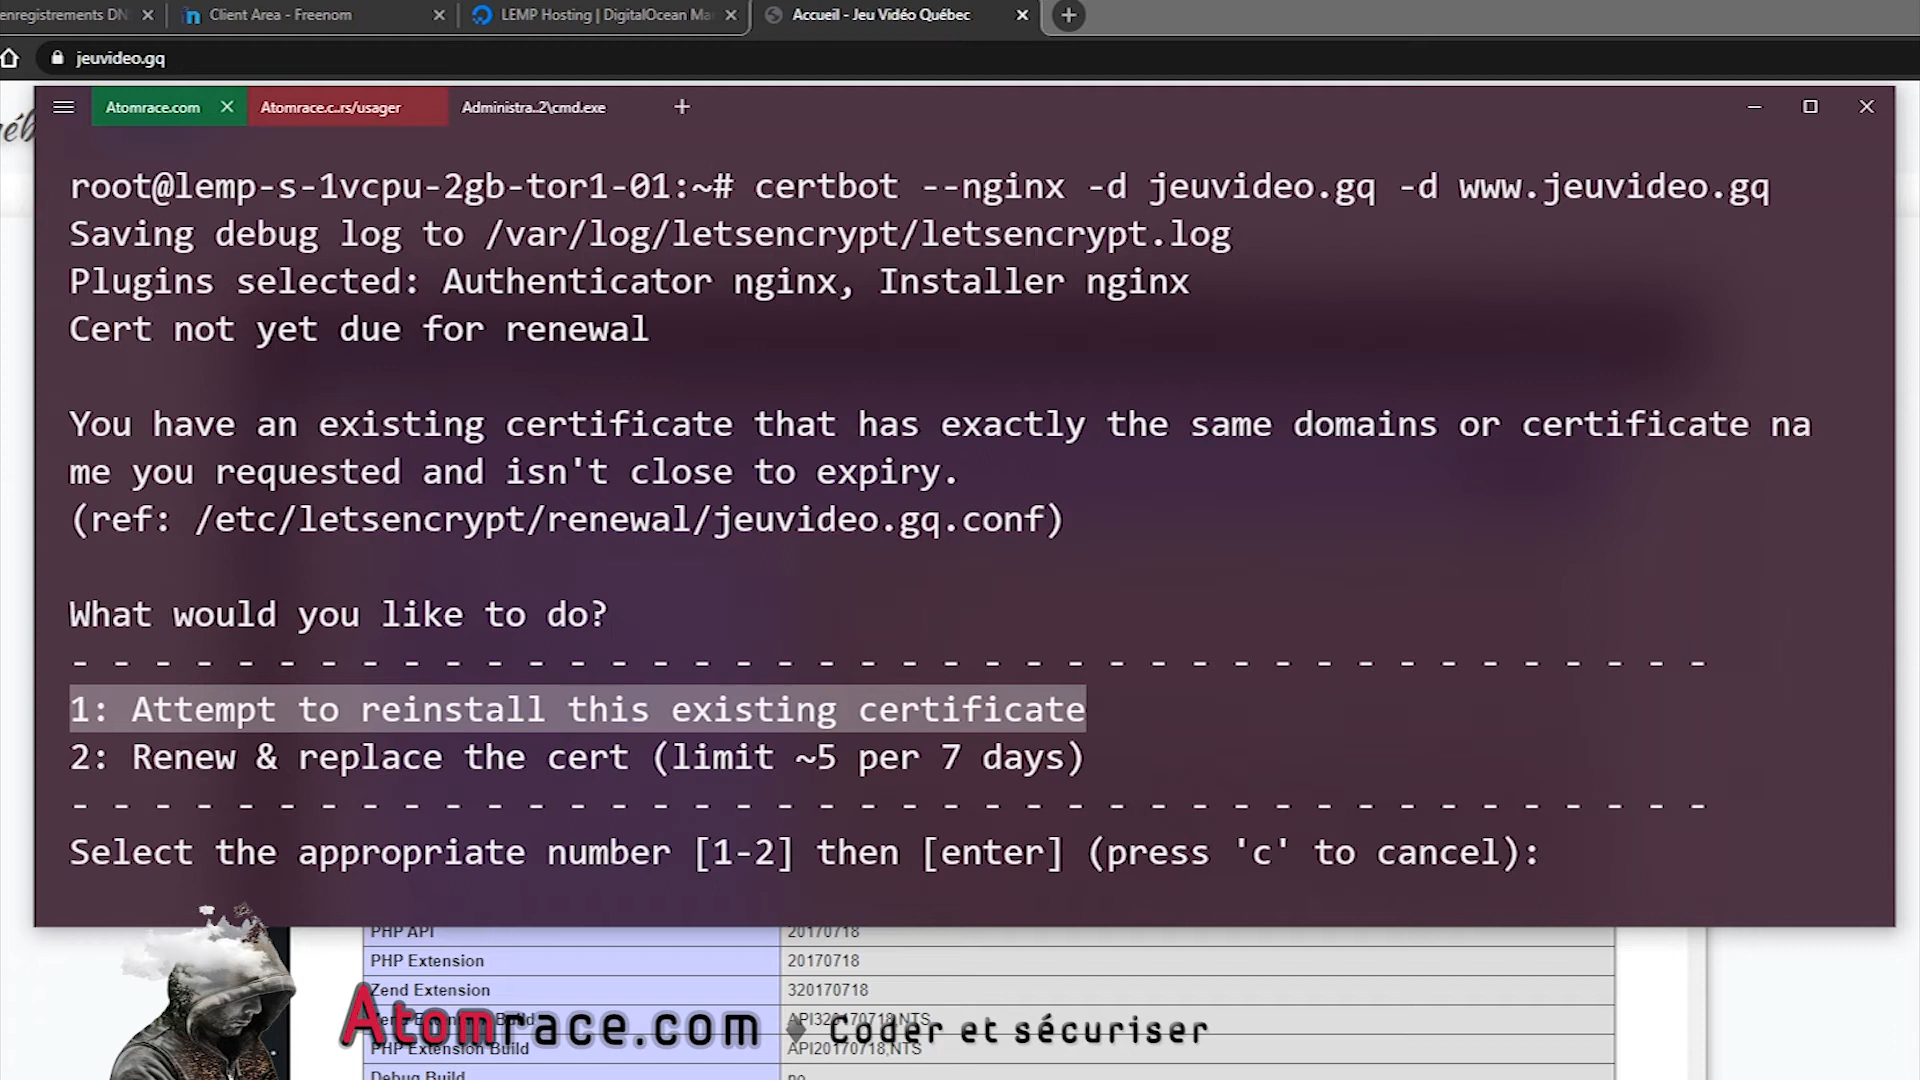 enregistrements DN
Client Area - Freenom
LEMP Hosting | DigitalOcean Ma
Accueil - Jeu Vidéo Québec
jeuvideo.gq
Atomrace.com
Atomrace.c..rs/usager
Administra..2\cmd.exe
root@lemp-s-1vcpu-2gb-tor1-01:~# certbot --nginx -d jeuvideo.gq -d www.jeuvideo.gq
Saving debug log to /var/log/letsencrypt/letsencrypt.log
Plugins selected: Authenticator nginx, Installer nginx
Cert not yet due for renewal
You have an existing certificate that has exactly the same domains or certificate na
me you requested and isn't close to expiry.
(ref: /etc/letsencrypt/renewal/jeuvideo.gq.conf)
What would you like to do?
- - - - - - - - - - - - - - - - - - - - - - - - - - - - - - - - - - - - - - - -
1: Attempt to reinstall this existing certificate
2: Renew & replace the cert (limit ~5 per 7 days)
- - - - - - - - - - - - - - - - - - - - - - - - - - - - - - - - - - - - - - - -
Select the appropriate number [1-2] then [enter] (press 'c' to cancel):
PHP API 20170718
PHP Extension 20170718
Zend Extension 320170718
Extension Build API320170718,NTS
PHP Extension Build API20170718,NTS
Debug Build no
Atomrace.com Coder et sécuriser